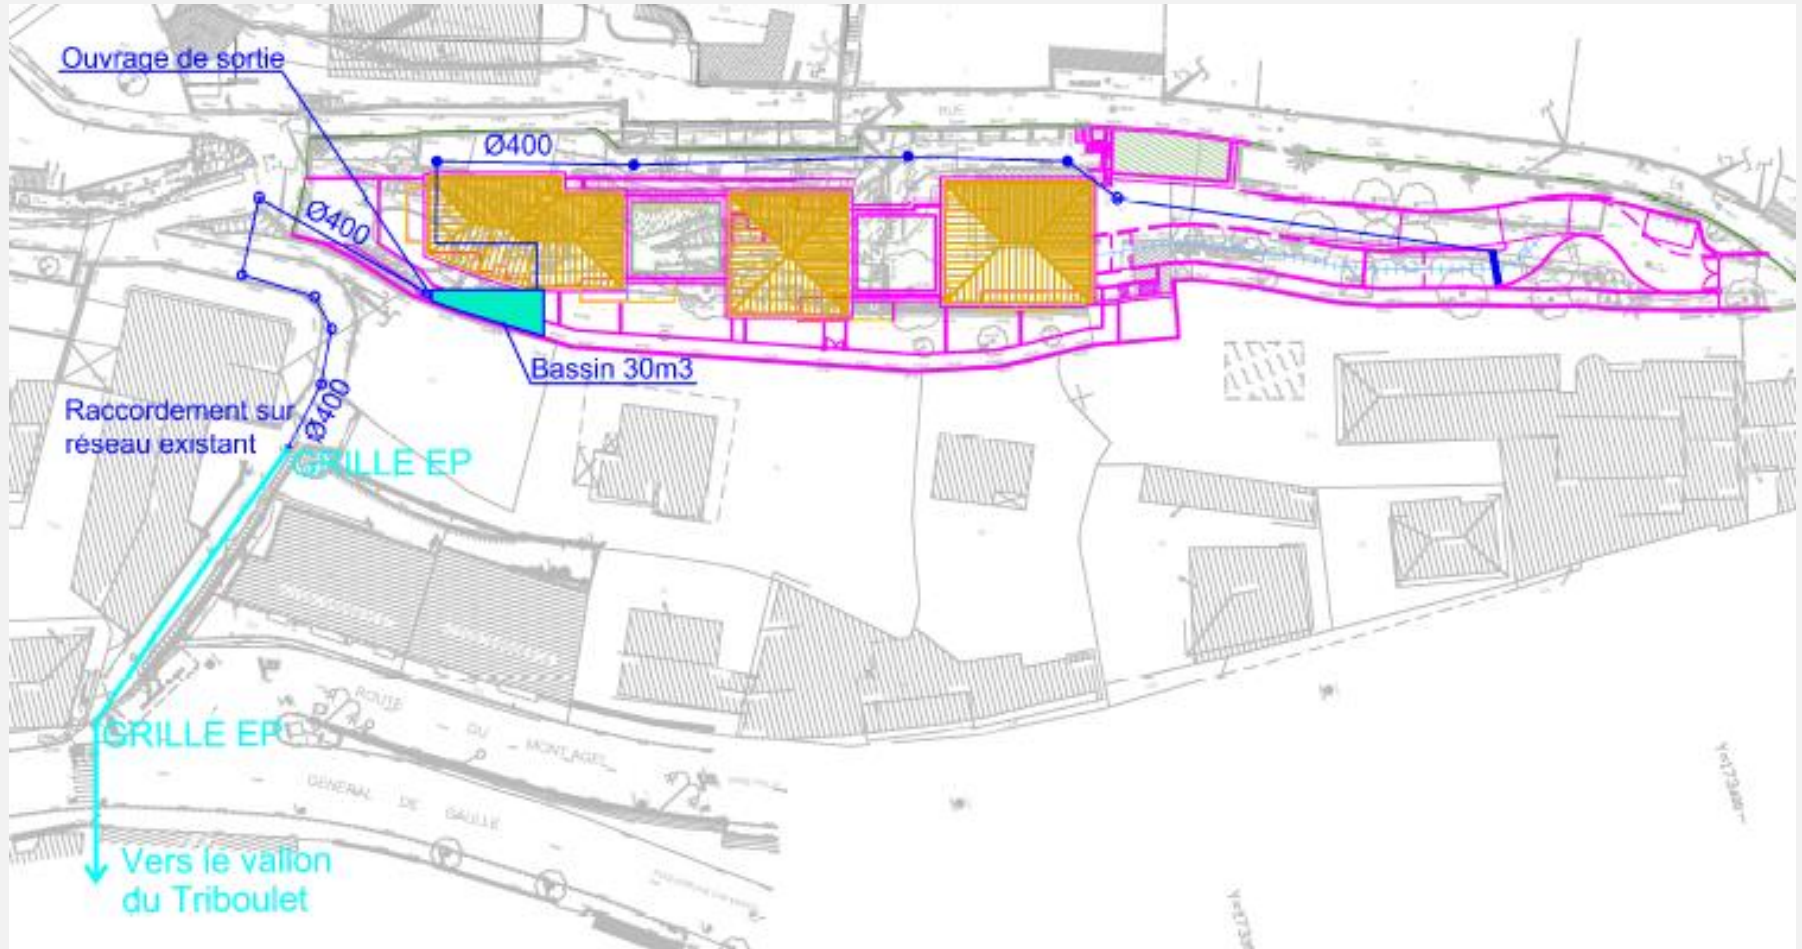 Ouvrage de sortie
Ø400
RUE
Ø400
Bassin 30m3
Ø400
Raccordement sur
réseau existant
GRILLE EP
GRILLE EP
ROUTE DU MONT AGEL
GENERAL DE GAULLE
Vers le vallon
du Triboulet